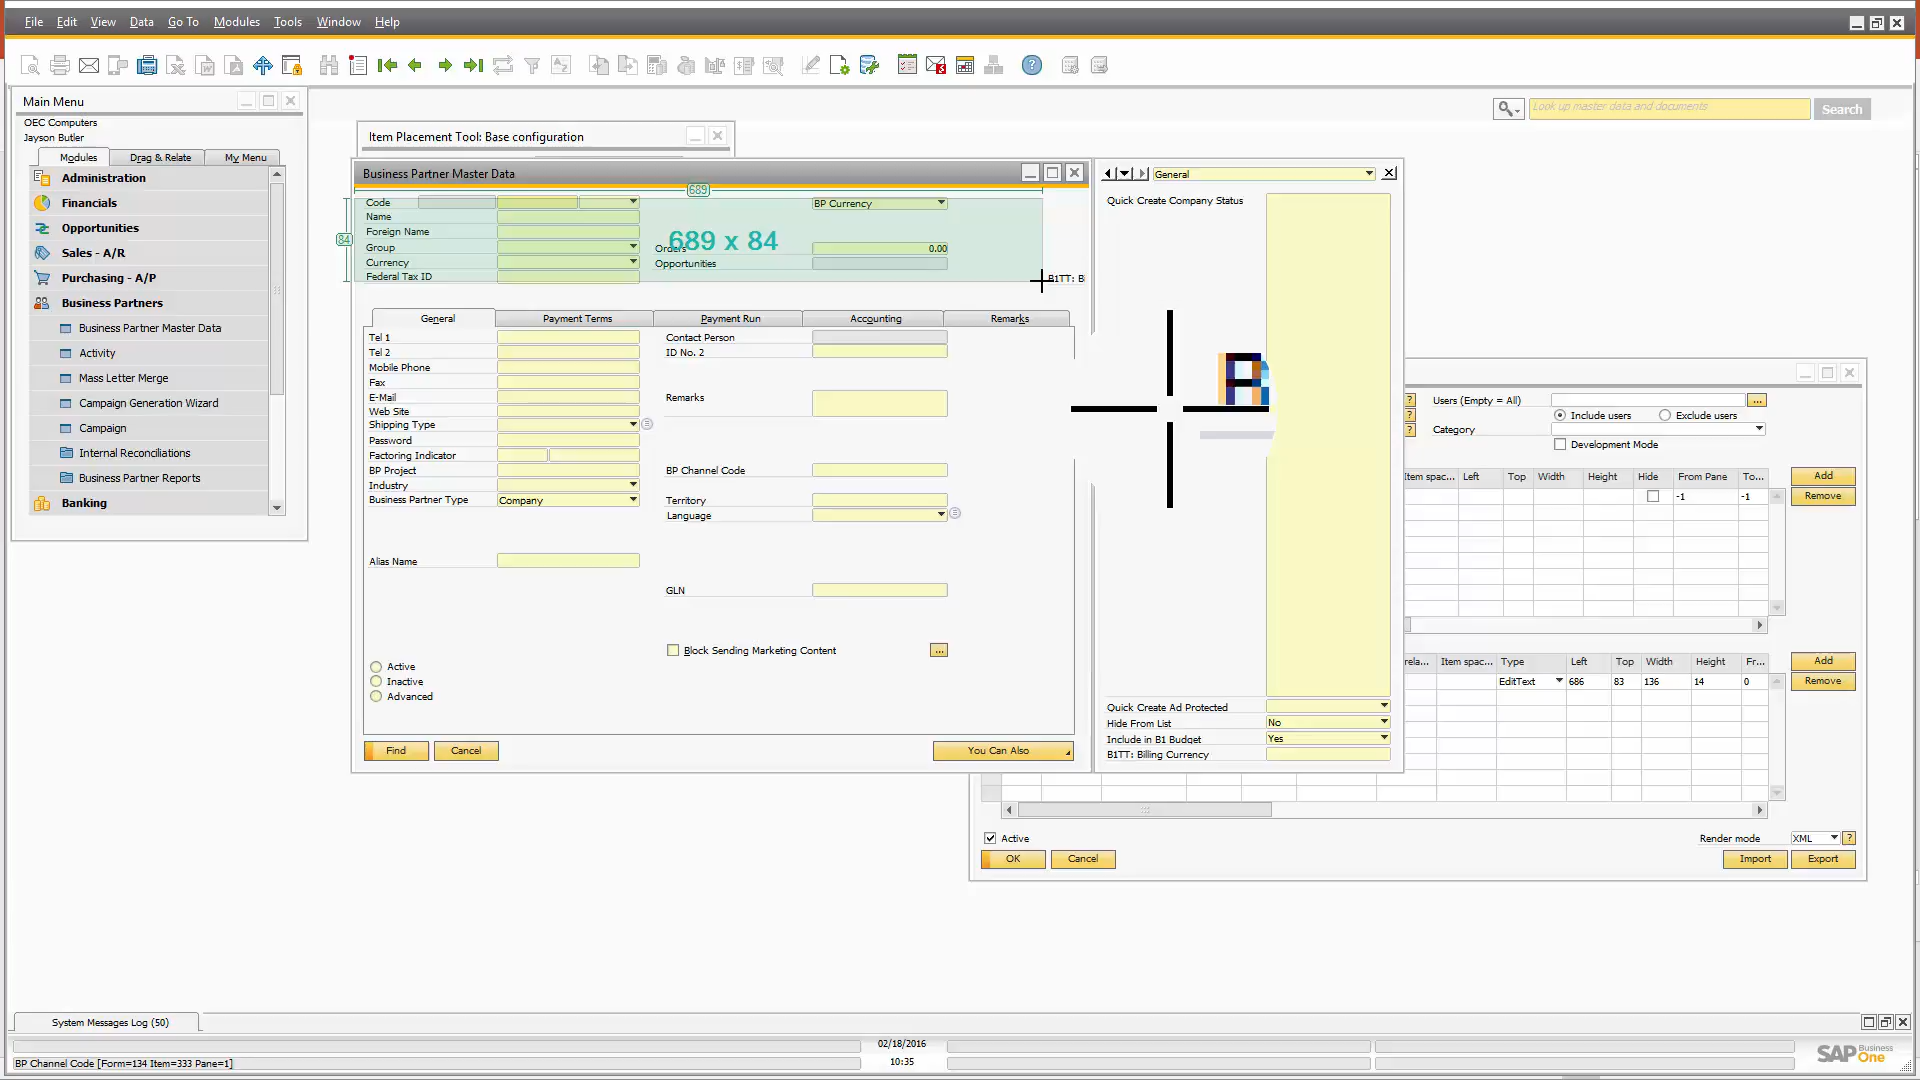 File Edit View Data Go To Modules Tools Window Help
Main Menu
OEC Computers
Jayson Butler
Modules Drag & Relate My Menu
Administration
Financials
Opportunities
Sales - A/R
Purchasing - A/P
Business Partners
Business Partner Master Data
Activity
Mass Letter Merge
Campaign Generation Wizard
Campaign
Internal Reconciliations
Business Partner Reports
Banking
Look up master data and documents Search
Item Placement Tool: Base configuration
Business Partner Master Data
689
84
689 x 84
Code BP Currency
Name
Foreign Name
Group Orders 0.00
Currency Opportunities
Federal Tax ID B1TT: B
General Payment Terms Payment Run Accounting Remarks
Tel 1 Contact Person
Tel 2 ID No. 2
Mobile Phone
Fax
E-Mail Remarks
Web Site
Shipping Type
Password
Factoring Indicator
BP Project BP Channel Code
Industry
Business Partner Type Company Territory
Language
Alias Name
GLN
Block Sending Marketing Content ...
Active
Inactive
Advanced
Find Cancel You Can Also
General
Quick Create Company Status
Quick Create Ad Protected
Hide From List No
Include in B1 Budget Yes
B1TT: Billing Currency
? Users (Empty = All) ...
? Include users Exclude users
? Category
Development Mode
Item spac... Left Top Width Height Hide From Pane To... Add
-1 -1 Remove
rela... Item spac... Type Left Top Width Height Fr... Add
EditText 686 83 136 14 0 Remove
Active Render mode XML ?
OK Cancel Import Export
System Messages Log (50)
02/18/2016
BP Channel Code [Form=134 Item=333 Pane=1] 10:35
SAP Business One